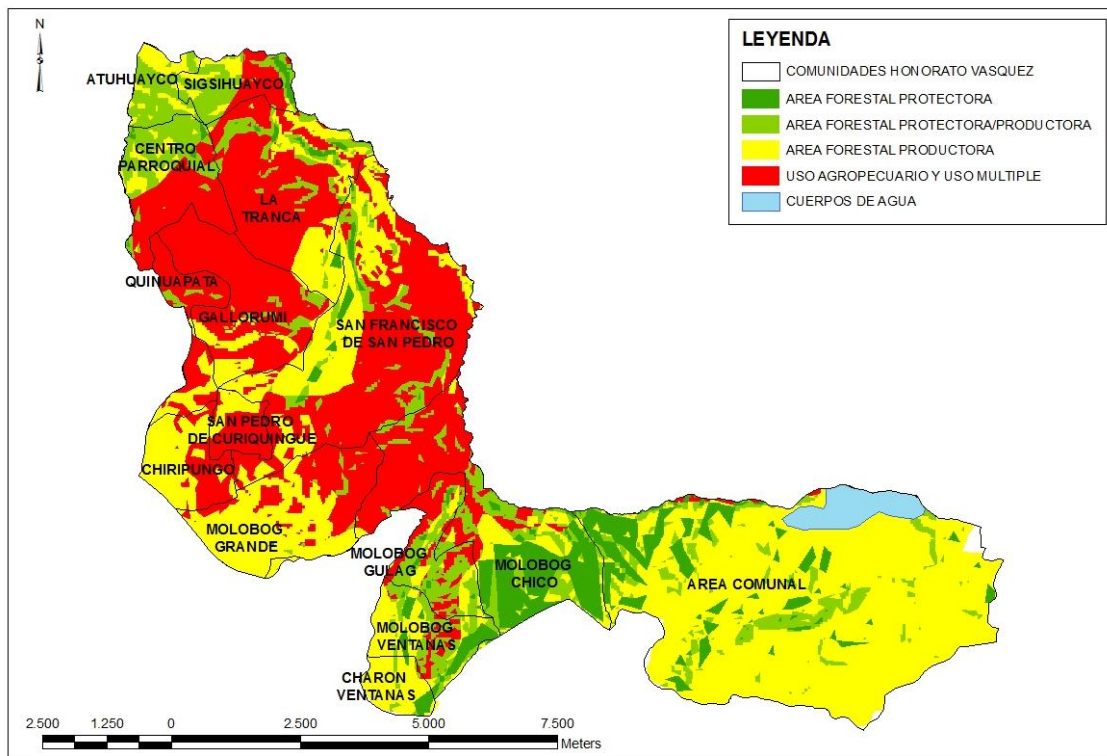 N
LEYENDA
COMUNIDADES HONORATO VASQUEZ
AREA FORESTAL PROTECTORA
AREA FORESTAL PROTECTORA/PRODUCTORA
AREA FORESTAL PRODUCTORA
USO AGROPECUARIO Y USO MULTIPLE
CUERPOS DE AGUA
ATUHUAYCO
SIGSIHUAYCO
CENTRO
PARROQUIAL
LA
TRANCA
QUINUAPATA
GALLORUMI
SAN FRANCISCO
DE SAN PEDRO
SAN PEDRO
DE CURIQUINGUE
CHIRIPUNGO
MOLOBOG
GRANDE
MOLOBOG
GULAG
MOLOBOG
CHICO
AREA COMUNAL
MOLOBOG
VENTANAS
CHARON
VENTANAS
2.500 1.250 0 2.500 5.000 7.500
Meters